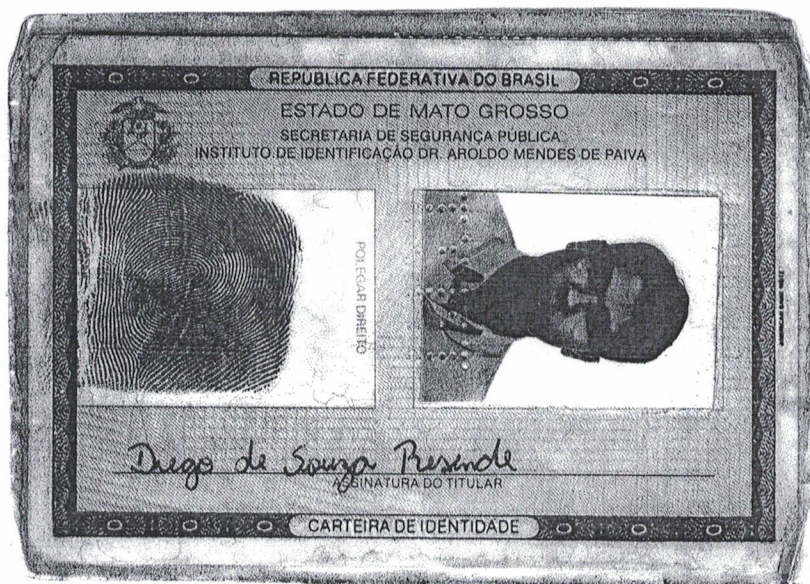 REPÚBLICA FEDERATIVA DO BRASIL
ESTADO DE MATO GROSSO
SECRETARIA DE SEGURANÇA PÚBLICA
INSTITUTO DE IDENTIFICAÇÃO DR. AROLDO MENDES DE PAIVA
POLEGAR DIREITO
Diego de Souza Resende
ASSINATURA DO TITULAR
CARTEIRA DE IDENTIDADE